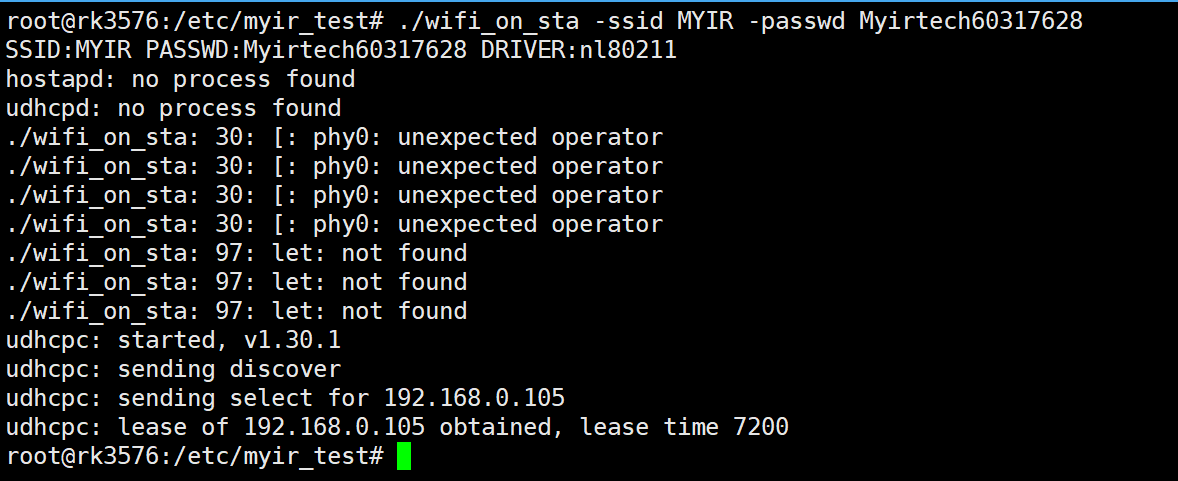 root@rk3576:/etc/myir_test# ./wifi_on_sta -ssid MYIR -passwd Myirtech60317628
SSID:MYIR PASSWD:Myirtech60317628 DRIVER:nl80211
hostapd: no process found
udhcpd: no process found
./wifi_on_sta: 30: [: phy0: unexpected operator
./wifi_on_sta: 30: [: phy0: unexpected operator
./wifi_on_sta: 30: [: phy0: unexpected operator
./wifi_on_sta: 30: [: phy0: unexpected operator
./wifi_on_sta: 97: let: not found
./wifi_on_sta: 97: let: not found
./wifi_on_sta: 97: let: not found
udhcpc: started, v1.30.1
udhcpc: sending discover
udhcpc: sending select for 192.168.0.105
udhcpc: lease of 192.168.0.105 obtained, lease time 7200
root@rk3576:/etc/myir_test#